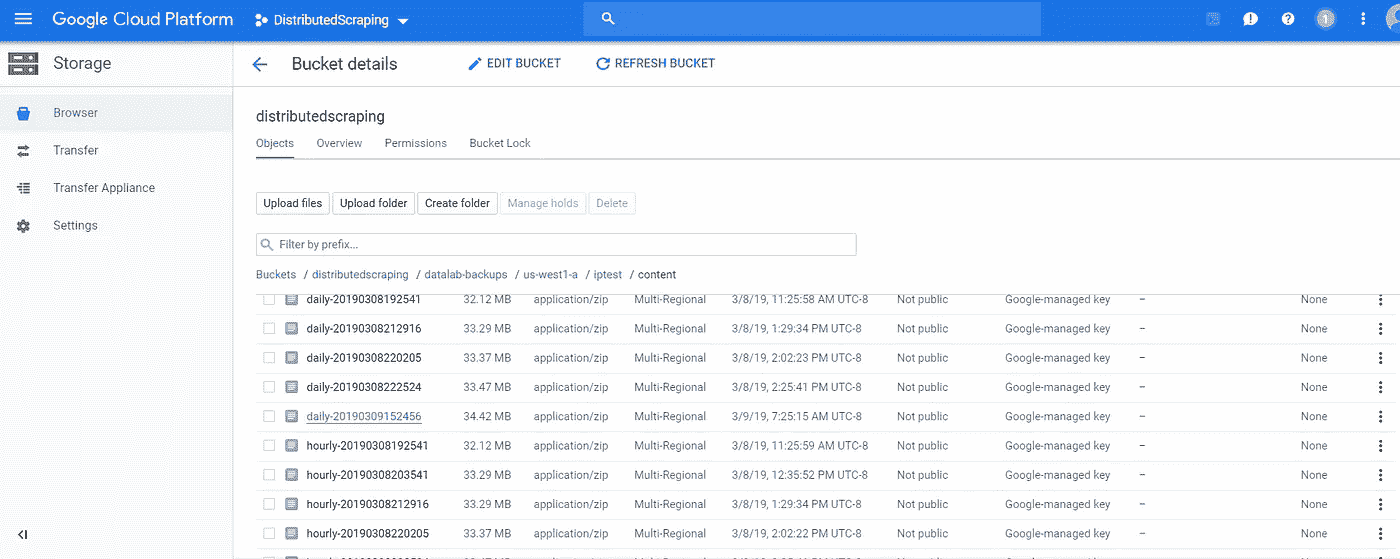 Google Cloud Platform DistributedScraping 1
Storage
Bucket details EDIT BUCKET REFRESH BUCKET
Browser
Transfer
Transfer Appliance
Settings
distributedscraping
Objects Overview Permissions Bucket Lock
Upload files Upload folder Create folder Manage holds Delete
Filter by prefix...
Buckets / distributedscraping / datalab-backups / us-west1-a / iptest / content
daily-20190308192541 32.12 MB application/zip Multi-Regional 3/8/19, 11:25:58 AM UTC-8 Not public Google-managed key – None
daily-20190308212916 33.29 MB application/zip Multi-Regional 3/8/19, 1:29:34 PM UTC-8 Not public Google-managed key – None
daily-20190308220205 33.37 MB application/zip Multi-Regional 3/8/19, 2:02:23 PM UTC-8 Not public Google-managed key – None
daily-20190308222524 33.47 MB application/zip Multi-Regional 3/8/19, 2:25:41 PM UTC-8 Not public Google-managed key – None
daily-20190309152456 34.42 MB application/zip Multi-Regional 3/9/19, 7:25:15 AM UTC-8 Not public Google-managed key – None
hourly-20190308192541 32.12 MB application/zip Multi-Regional 3/8/19, 11:25:59 AM UTC-8 Not public Google-managed key – None
hourly-20190308203541 33.29 MB application/zip Multi-Regional 3/8/19, 12:35:52 PM UTC-8 Not public Google-managed key – None
hourly-20190308212916 33.29 MB application/zip Multi-Regional 3/8/19, 1:29:34 PM UTC-8 Not public Google-managed key – None
hourly-20190308220205 33.37 MB application/zip Multi-Regional 3/8/19, 2:02:22 PM UTC-8 Not public Google-managed key – None